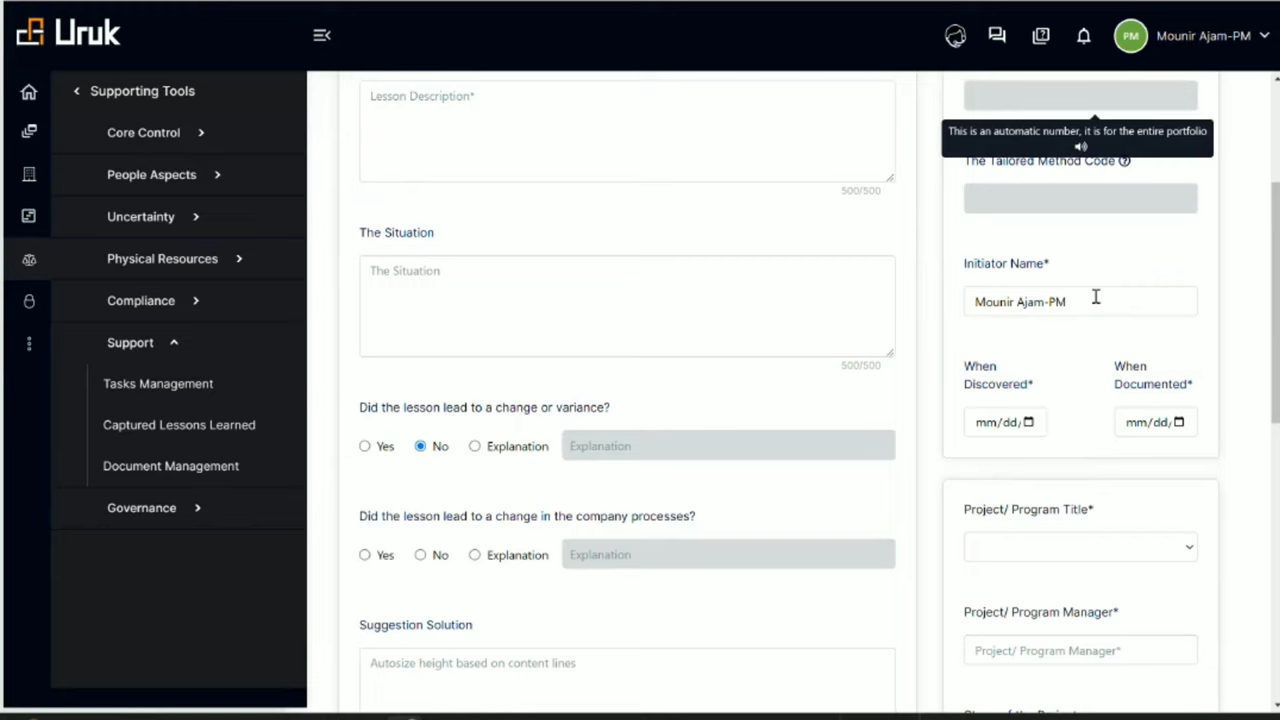 Uruk
PM
Mounir Ajam-PM
Supporting Tools
Core Control
People Aspects
Uncertainty
Physical Resources
Compliance
Support
Tasks Management
Captured Lessons Learned
Document Management
Governance
Lesson Description*
500/500
The Situation
The Situation
500/500
Did the lesson lead to a change or variance?
Yes No Explanation Explanation
Did the lesson lead to a change in the company processes?
Yes No Explanation Explanation
Suggestion Solution
Autosize height based on content lines
This is an automatic number, it is for the entire portfolio
The Tailored Method Code
Initiator Name*
Mounir Ajam-PM
When
Discovered*
When
Documented*
mm/dd/
mm/dd/
Project/ Program Title*
Project/ Program Manager*
Project/ Program Manager*